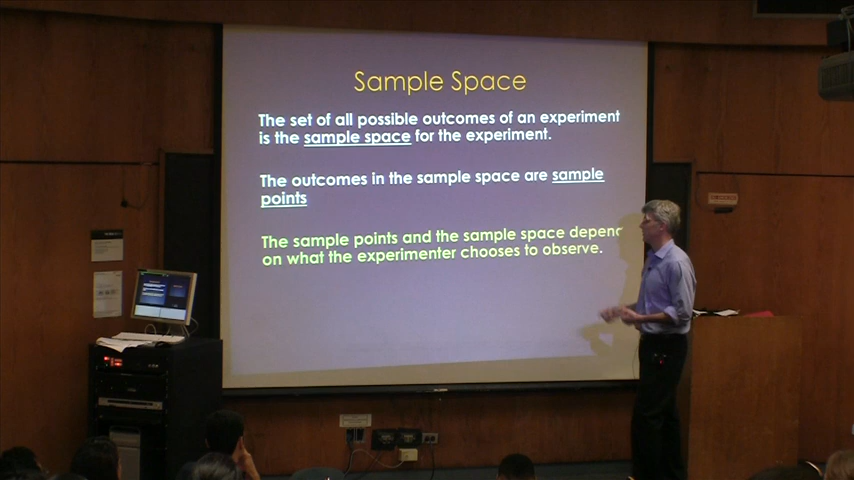 Sample Space
The set of all possible outcomes of an experiment
is the sample space for the experiment.
The outcomes in the sample space are sample
points
The sample points and the sample space depend
on what the experimenter chooses to observe.